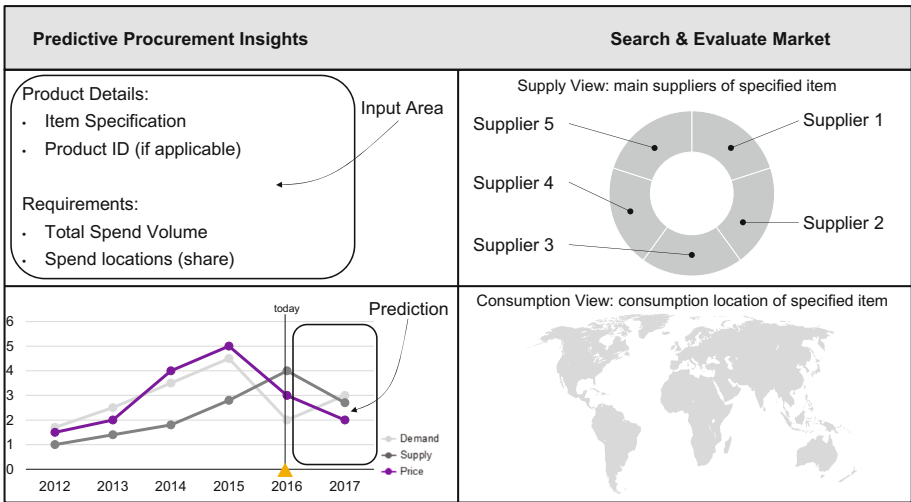 Predictive Procurement Insights
Search & Evaluate Market
Product Details:
• Item Specification
• Product ID (if applicable)
Requirements:
• Total Spend Volume
• Spend locations (share)
Input Area
Supply View: main suppliers of specified item
Supplier 5
Supplier 1
Supplier 4
Supplier 2
Supplier 3
today
Prediction
6
5
4
3
2
1
0
2012 2013 2014 2015 2016 2017
Demand
Supply
Price
Consumption View: consumption location of specified item